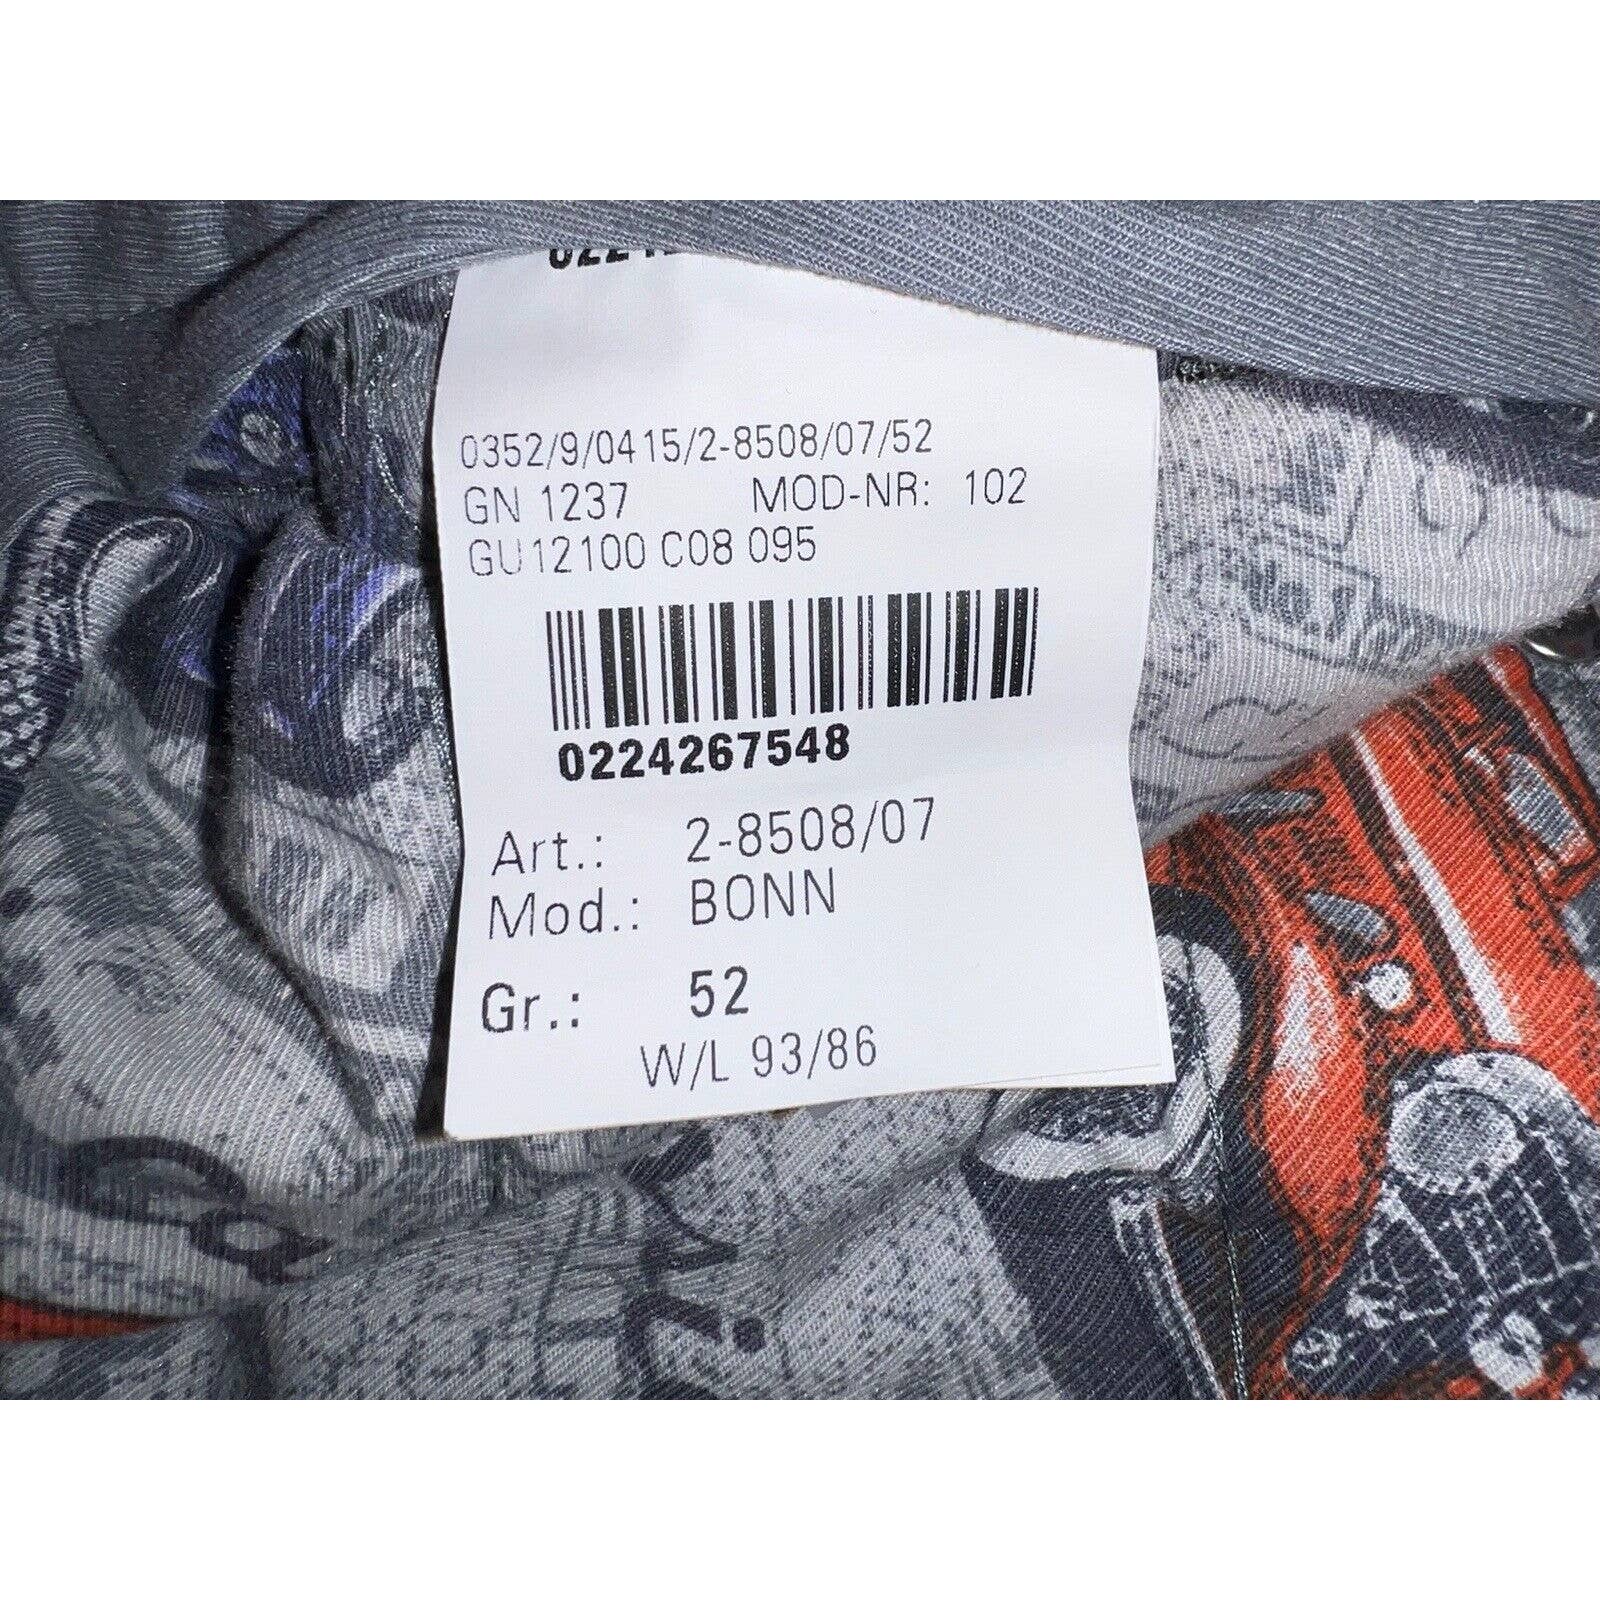 0352/9/0415/2-8508/07/52
GN 1237 MOD-NR: 102
GU12100 C08 095
0224267548
Art.: 2-8508/07
Mod.: BONN
Gr.: 52
W/L 93/86